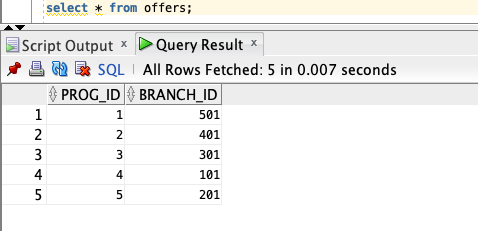 select * from offers;
Script Output x Query Result x
SQL | All Rows Fetched: 5 in 0.007 seconds
PROG_ID BRANCH_ID
1 1 501
2 2 401
3 3 301
4 4 101
5 5 201